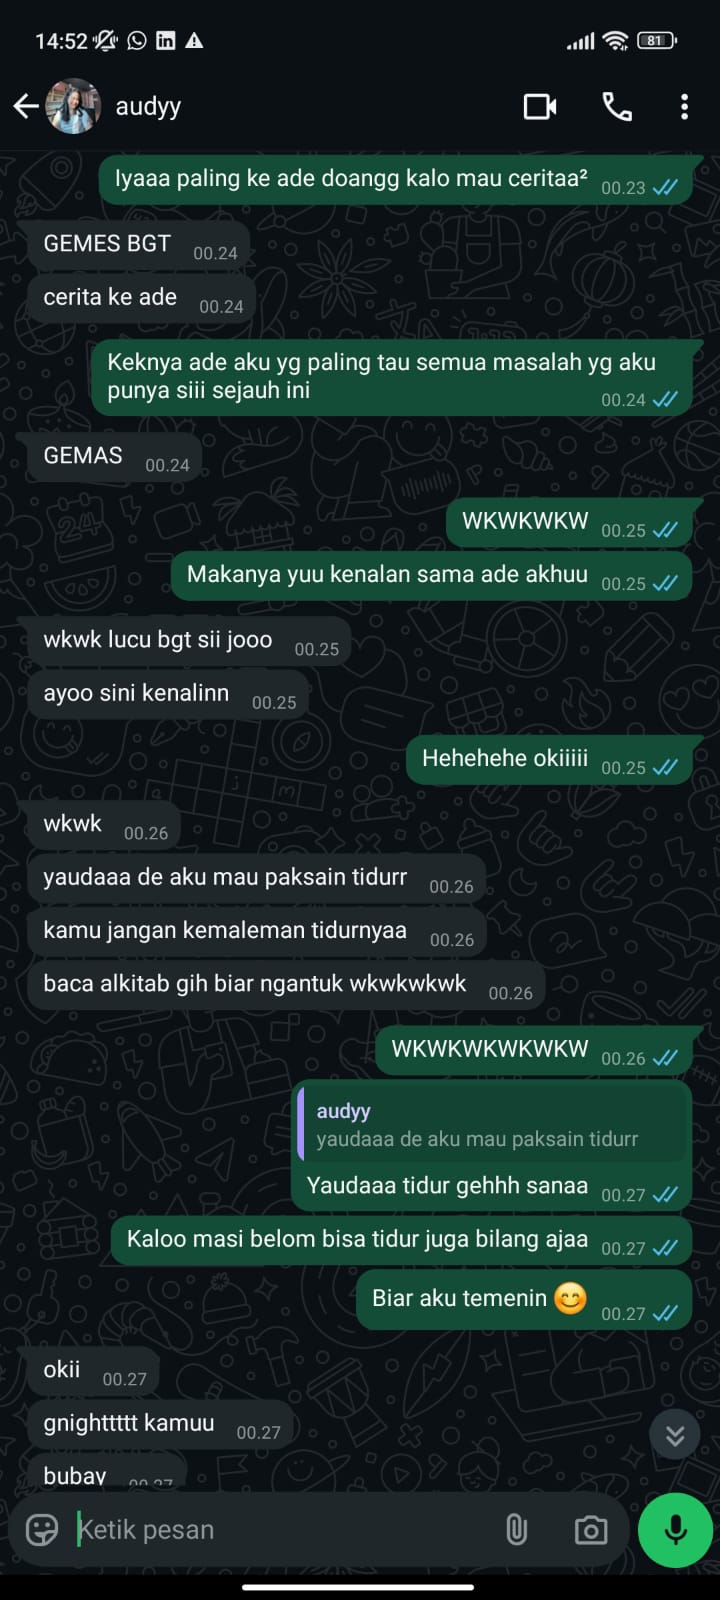 14:52
81
audyy
Iyaaa paling ke ade doangg kalo mau ceritaa² 00.23
GEMES BGT 00.24
cerita ke ade 00.24
Keknya ade aku yg paling tau semua masalah yg aku
punya siii sejauh ini 00.24
GEMAS 00.24
WKWKWKW 00.25
Makanya yuu kenalan sama ade akhuu 00.25
wkwk lucu bgt sii jooo 00.25
ayoo sini kenalinn 00.25
Hehehehe okiiiii 00.25
wkwk 00.26
yaudaaa de aku mau paksain tidurr 00.26
kamu jangan kemaleman tidurnyaa 00.26
baca alkitab gih biar ngantuk wkwkwkwk 00.26
WKWKWKWKWKW 00.26
audyy
yaudaaa de aku mau paksain tidurr
Yaudaaa tidur gehhh sanaa 00.27
Kaloo masi belom bisa tidur juga bilang ajaa 00.27
Biar aku temenin 😊 00.27
okii 00.27
gnighttttt kamuu 00.27
bubay 00.27
Ketik pesan